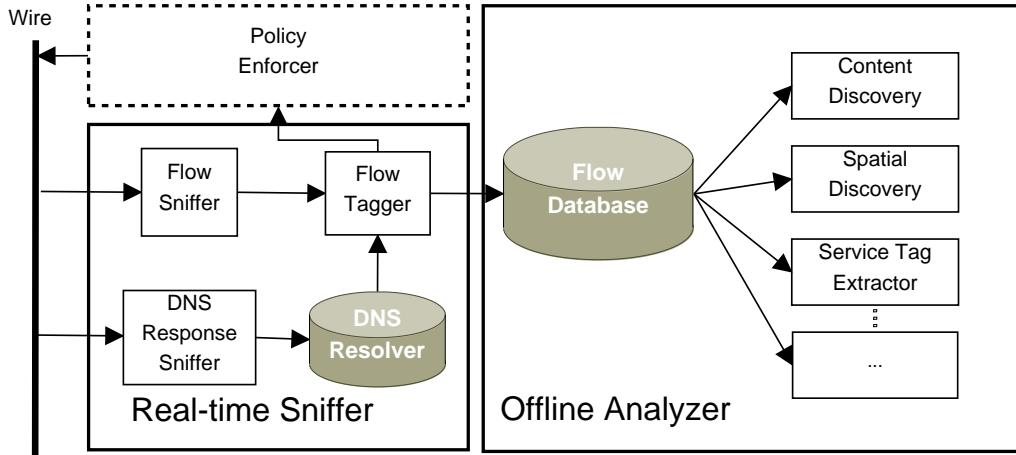 Wire
Policy
Enforcer
Flow
Sniffer
Flow
Tagger
DNS
Response
Sniffer
DNS
Resolver
Real-time Sniffer
Flow
Database
Content
Discovery
Spatial
Discovery
Service Tag
Extractor
...
Offline Analyzer